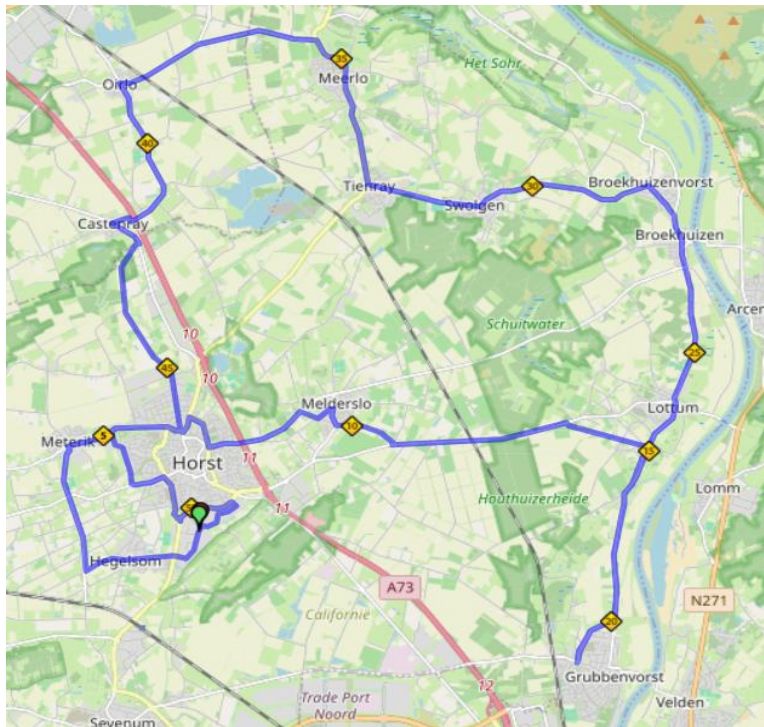 Het Sohr
35
Oirlo
Meerlo
40
Tienray
30
Broekhuizenvorst
Swolgen
Castenray
Broekhuizen
Arcen
Schuitwater
10
25
10
45
Melderslo
Lottum
Meterik
5
10
15
Horst
11
11
Houthuizerheide
Lomm
Hegelsom
A73
N271
Californie
20
Grubbenvorst
12
Trade Port
Noord
Velden
Sevenum